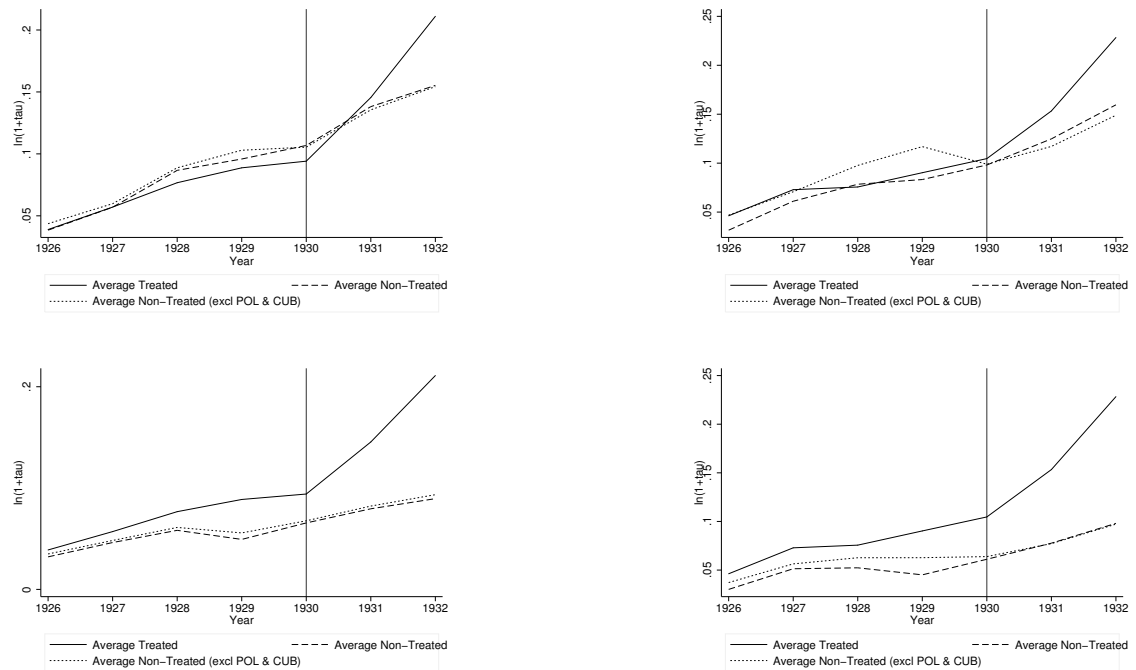 .2
.15
.1
.05
ln(1+tau)
1926 1927 1928 1929 1930 1931 1932
Year
Average Treated Average Non−Treated
Average Non−Treated (excl POL & CUB)
.25
.2
.15
.1
.05
ln(1+tau)
1926 1927 1928 1929 1930 1931 1932
Year
Average Treated Average Non−Treated
Average Non−Treated (excl POL & CUB)
.2
0
ln(1+tau)
1926 1927 1928 1929 1930 1931 1932
Year
Average Treated Average Non−Treated
Average Non−Treated (excl POL & CUB)
.25
.2
.15
.1
.05
ln(1+tau)
1926 1927 1928 1929 1930 1931 1932
Year
Average Treated Average Non−Treated
Average Non−Treated (excl POL & CUB)